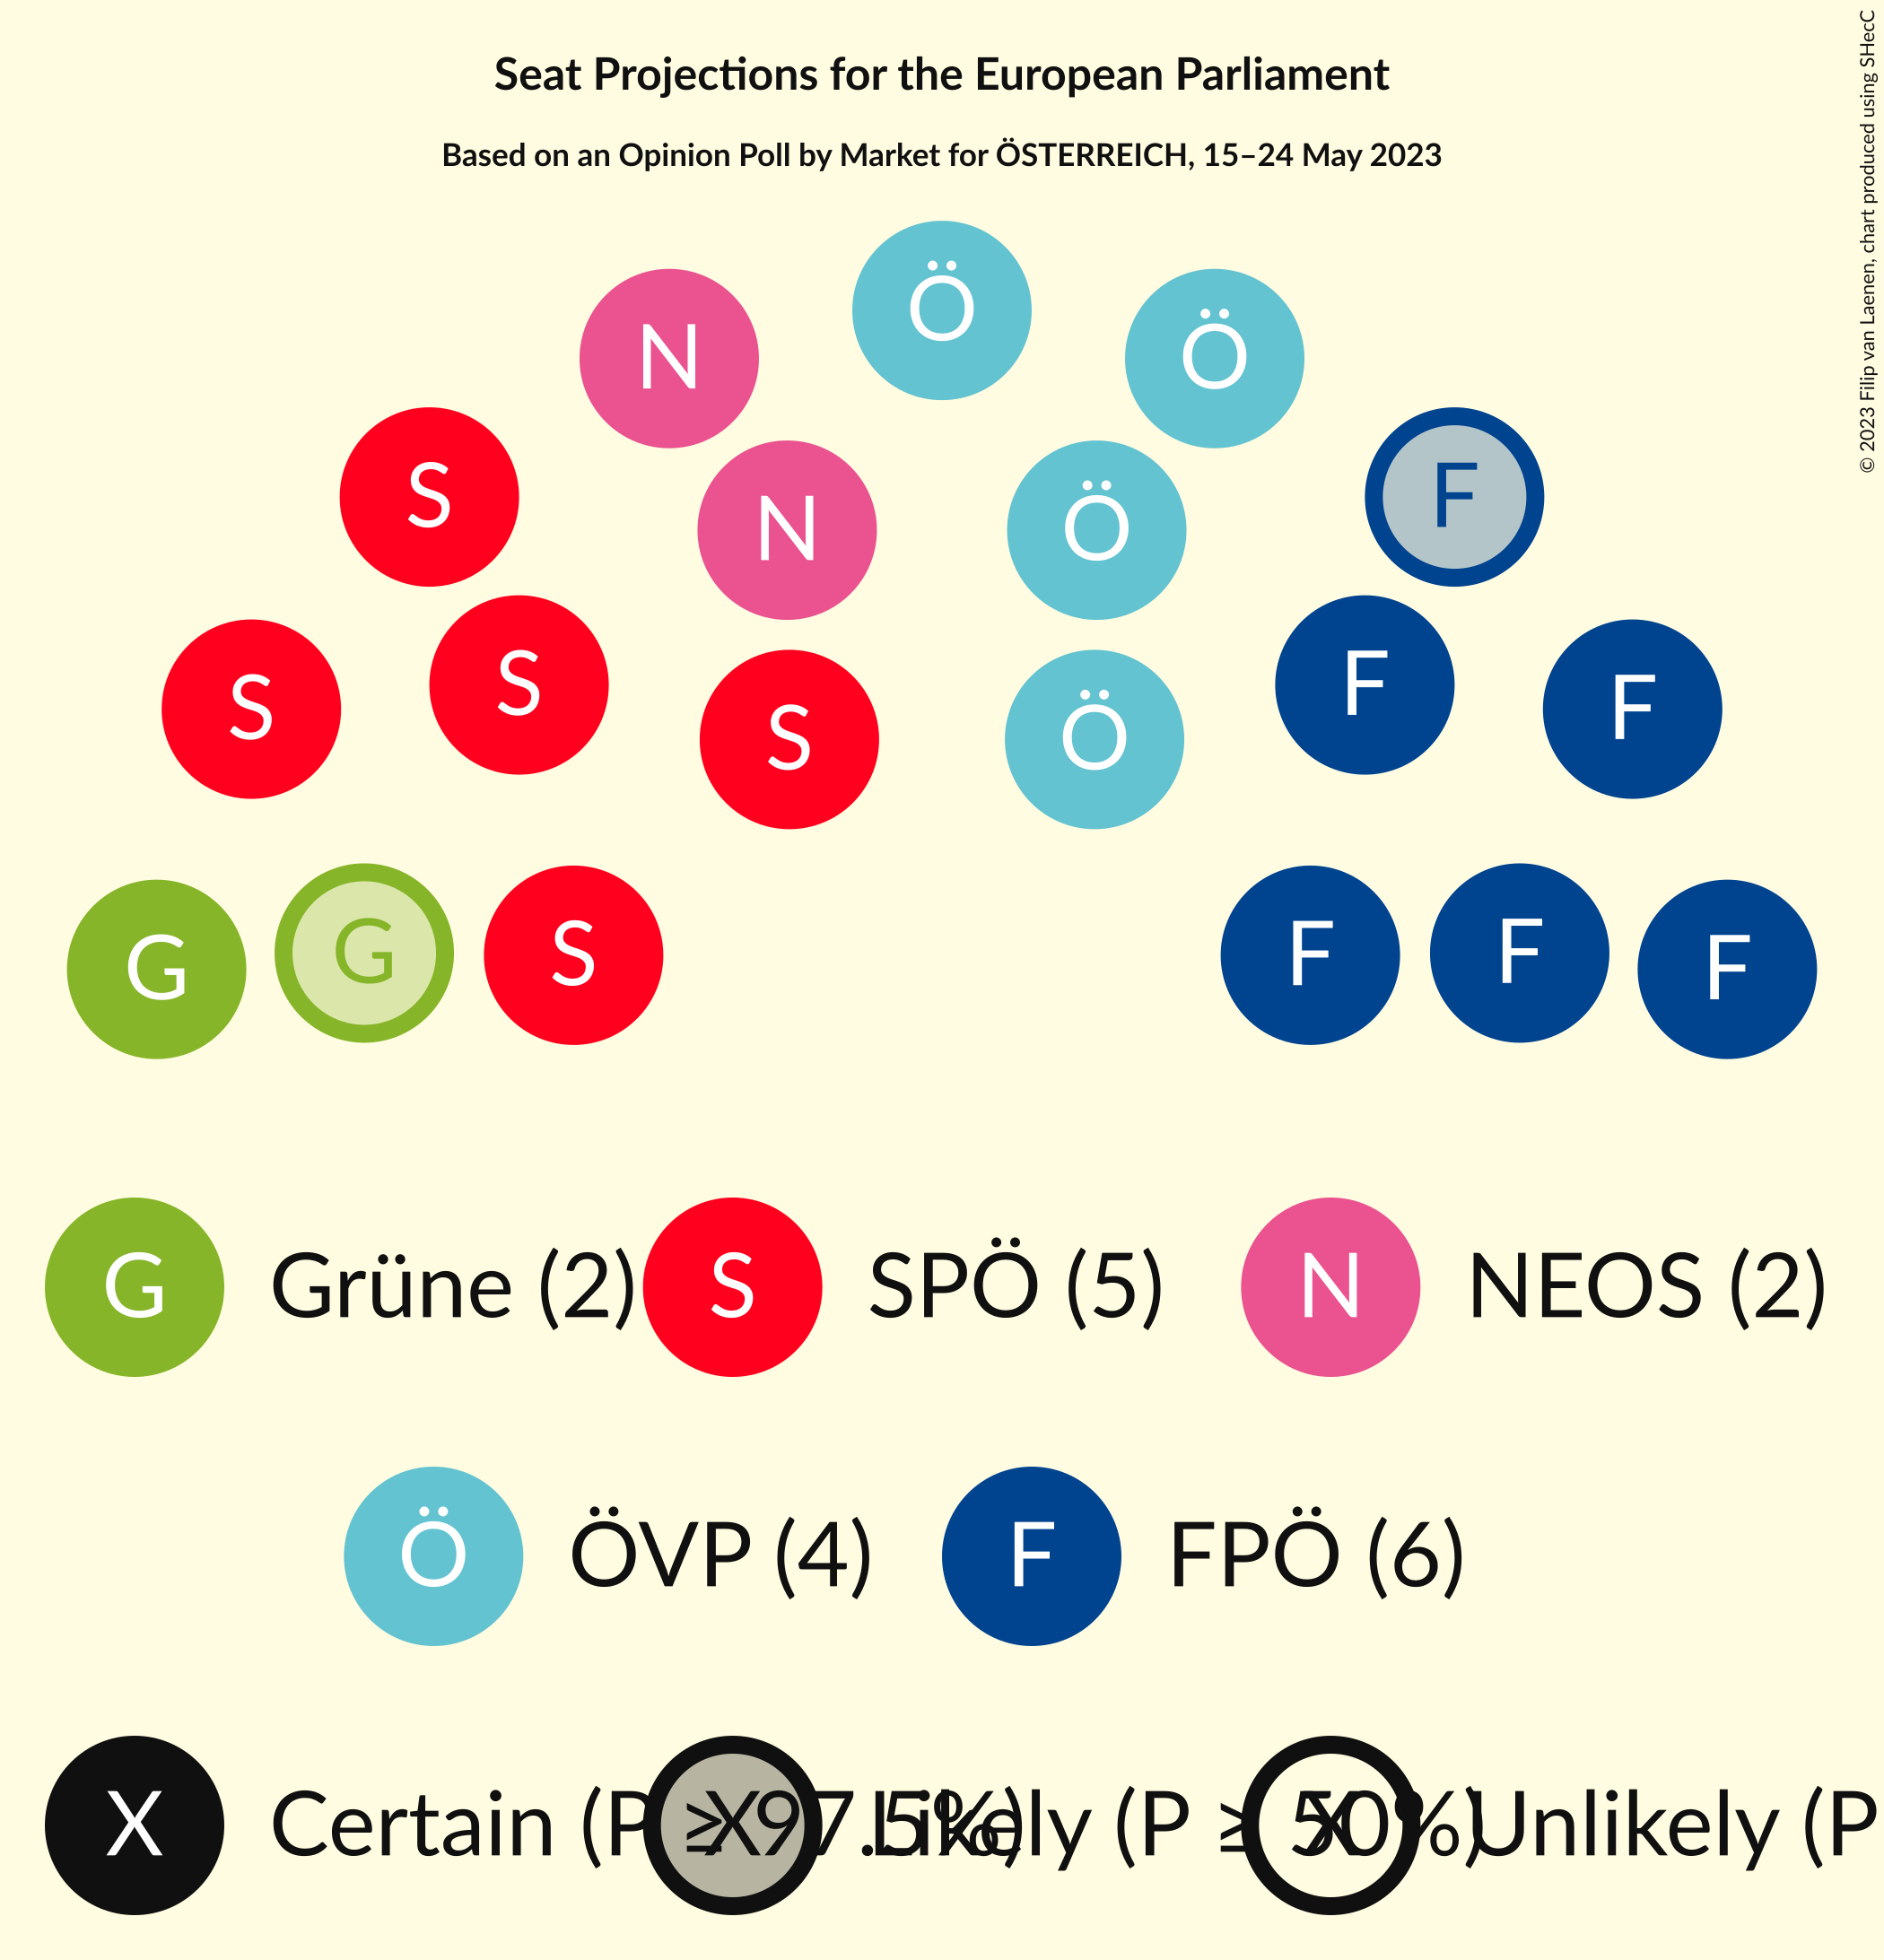 Seat Projections for the European Parliament
Based on an Opinion Poll by Market for ÖSTERREICH, 15–24 May 2023
© 2023 Filip van Laenen, chart produced using SHecC
Ö
N Ö
S F
N Ö
S S F F
S Ö
G G S F F F
G Grüne (2) S SPÖ (5) N NEOS (2)
Ö ÖVP (4) F FPÖ (6)
X Certain (P ≥ 97.5%) X Likely (P ≥ 50%) X Unlikely (P